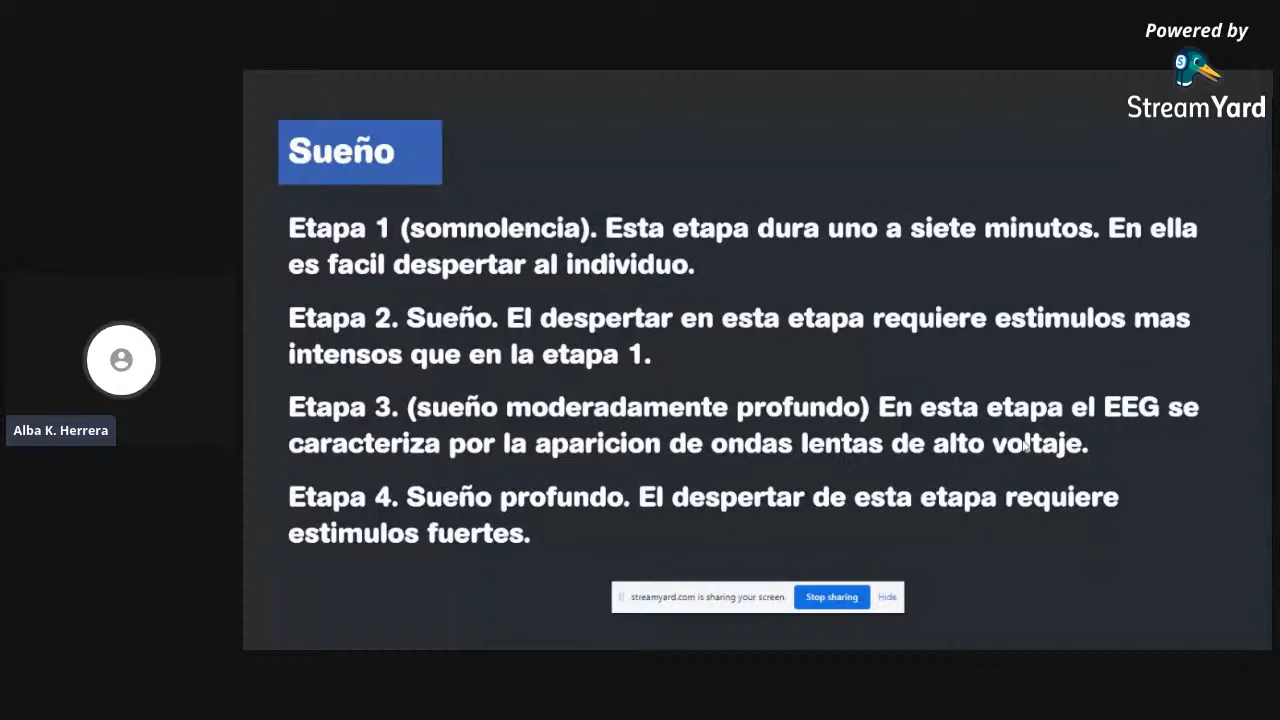 Powered by
StreamYard
Sueño
Etapa 1 (somnolencia). Esta etapa dura uno a siete minutos. En ella
es facil despertar al individuo.
Etapa 2. Sueño. El despertar en esta etapa requiere estimulos mas
intensos que en la etapa 1.
Etapa 3. (sueño moderadamente profundo) En esta etapa el EEG se
caracteriza por la aparicion de ondas lentas de alto voltaje.
Etapa 4. Sueño profundo. El despertar de esta etapa requiere
estimulos fuertes.
Alba K. Herrera
streamyard.com is sharing your screen. Stop sharing Hide